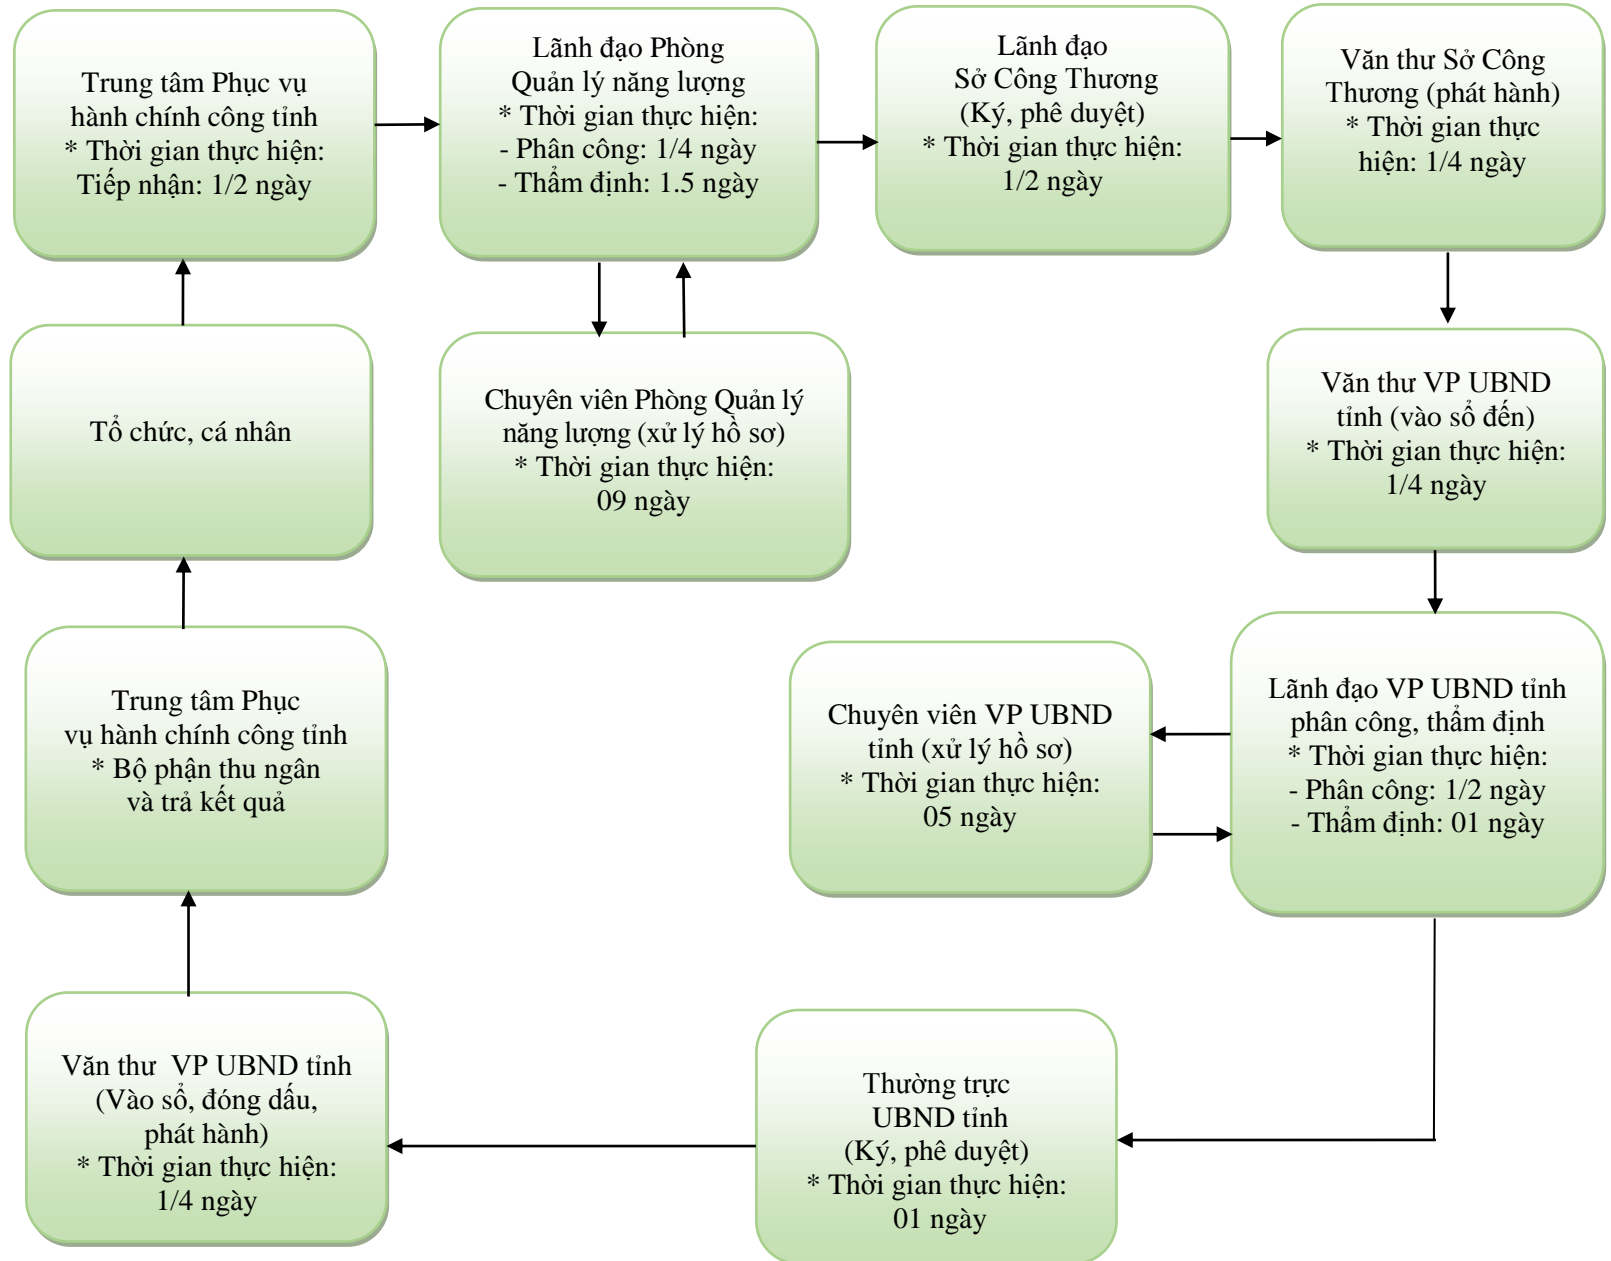 Trung tâm Phục vụ
hành chính công tỉnh
* Thời gian thực hiện:
Tiếp nhận: 1/2 ngày
Lãnh đạo Phòng
Quản lý năng lượng
* Thời gian thực hiện:
- Phân công: 1/4 ngày
- Thẩm định: 1.5 ngày
Lãnh đạo
Sở Công Thương
(Ký, phê duyệt)
* Thời gian thực hiện:
1/2 ngày
Văn thư Sở Công
Thương (phát hành)
* Thời gian thực
hiện: 1/4 ngày
Tổ chức, cá nhân
Chuyên viên Phòng Quản lý
năng lượng (xử lý hồ sơ)
* Thời gian thực hiện:
09 ngày
Văn thư VP UBND
tỉnh (vào sổ đến)
* Thời gian thực hiện:
1/4 ngày
Trung tâm Phục
vụ hành chính công tỉnh
* Bộ phận thu ngân
và trả kết quả
Chuyên viên VP UBND
tỉnh (xử lý hồ sơ)
* Thời gian thực hiện:
05 ngày
Lãnh đạo VP UBND tỉnh
phân công, thẩm định
* Thời gian thực hiện:
- Phân công: 1/2 ngày
- Thẩm định: 01 ngày
Văn thư VP UBND tỉnh
(Vào sổ, đóng dấu,
phát hành)
* Thời gian thực hiện:
1/4 ngày
Thường trực
UBND tỉnh
(Ký, phê duyệt)
* Thời gian thực hiện:
01 ngày